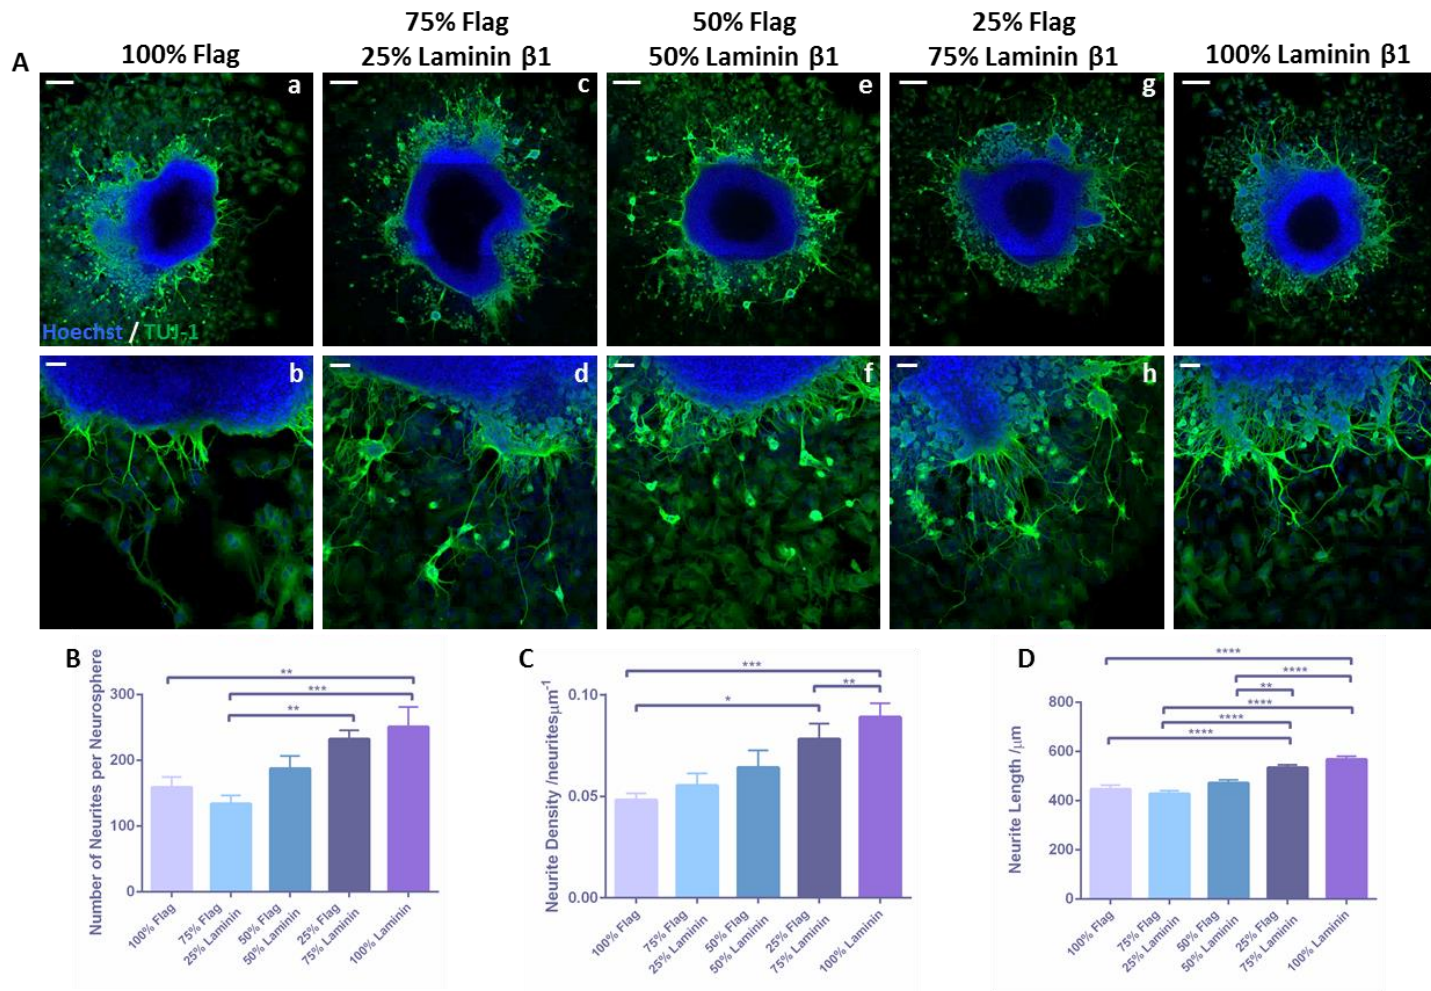 A
100% Flag
75% Flag
25% Laminin β1
50% Flag
50% Laminin β1
25% Flag
75% Laminin β1
100% Laminin β1
a
c
e
g
Hoechst / TUJ-1
b
d
f
h
B
Number of Neurites per Neurosphere
300
200
100
0
**
***
**
100% Flag
75% Flag
25% Laminin
50% Flag
50% Laminin
25% Flag
75% Laminin
100% Laminin
C
Neurite Density /neuritesμm-1
0.10
0.05
0.00
***
**
*
100% Flag
75% Flag
25% Laminin
50% Flag
50% Laminin
25% Flag
75% Laminin
100% Laminin
D
Neurite Length /μm
800
600
400
200
0
****
****
**
****
****
****
100% Flag
75% Flag
25% Laminin
50% Flag
50% Laminin
25% Flag
75% Laminin
100% Laminin